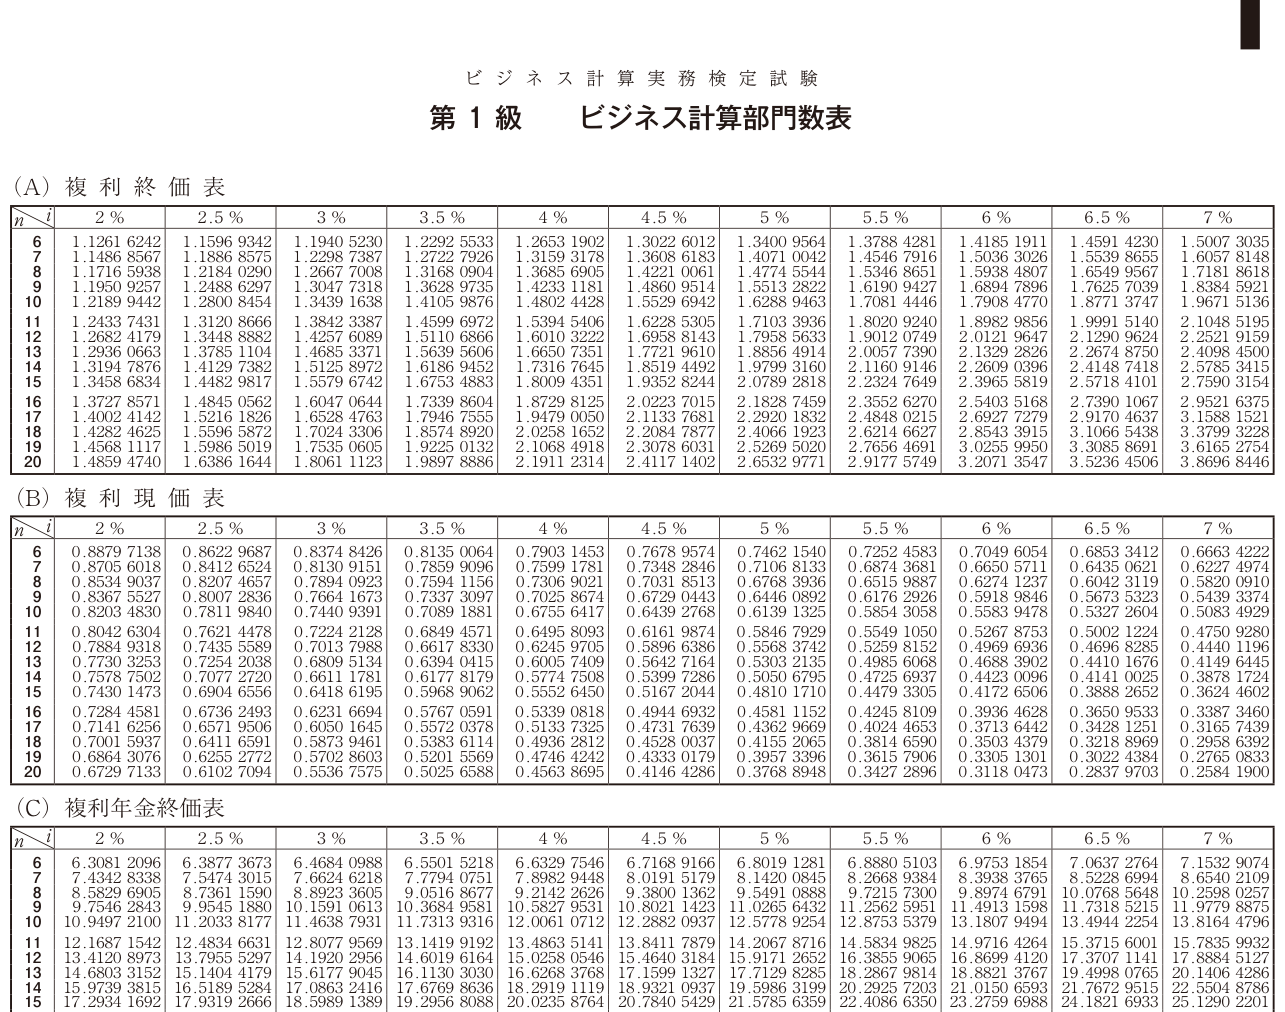 ビジネス計算実務検定試験
第1級　ビジネス計算部門数表
（A）複利終価表
n i 2% 2.5% 3% 3.5% 4% 4.5% 5% 5.5% 6% 6.5% 7%
6 1.1261 6242 1.1596 9342 1.1940 5230 1.2292 5533 1.2653 1902 1.3022 6012 1.3400 9564 1.3788 4281 1.4185 1911 1.4591 4230 1.5007 3035
7 1.1486 8567 1.1886 8575 1.2298 7387 1.2722 7926 1.3159 3178 1.3608 6183 1.4071 0042 1.4546 7916 1.5036 3026 1.5539 8655 1.6057 8148
8 1.1716 5938 1.2184 0290 1.2667 7008 1.3168 0904 1.3685 6905 1.4221 0061 1.4774 5544 1.5346 8651 1.5938 4807 1.6549 9567 1.7181 8618
9 1.1950 9257 1.2488 6297 1.3047 7318 1.3628 9735 1.4233 1181 1.4860 9514 1.5513 2822 1.6190 9427 1.6894 7896 1.7625 7039 1.8384 5921
10 1.2189 9442 1.2800 8454 1.3439 1638 1.4105 9876 1.4802 4428 1.5529 6942 1.6288 9463 1.7081 4446 1.7908 4770 1.8771 3747 1.9671 5136
11 1.2433 7431 1.3120 8666 1.3842 3387 1.4599 6972 1.5394 5406 1.6228 5305 1.7103 3936 1.8020 9240 1.8982 9856 1.9991 5140 2.1048 5195
12 1.2682 4179 1.3448 8882 1.4257 6089 1.5110 6866 1.6010 3222 1.6958 8143 1.7958 5633 1.9012 0749 2.0121 9647 2.1290 9624 2.2521 9159
13 1.2936 0663 1.3785 1104 1.4685 3371 1.5639 5606 1.6650 7351 1.7721 9610 1.8856 4914 2.0057 7390 2.1329 2826 2.2674 8750 2.4098 4500
14 1.3194 7876 1.4129 7382 1.5125 8972 1.6186 9452 1.7316 7645 1.8519 4492 1.9799 3160 2.1160 9146 2.2609 0396 2.4148 7418 2.5785 3415
15 1.3458 6834 1.4482 9817 1.5579 6742 1.6753 4883 1.8009 4351 1.9352 8244 2.0789 2818 2.2324 7649 2.3965 5819 2.5718 4101 2.7590 3154
16 1.3727 8571 1.4845 0562 1.6047 0644 1.7339 8604 1.8729 8125 2.0223 7015 2.1828 7459 2.3552 6270 2.5403 5168 2.7390 1067 2.9521 6375
17 1.4002 4142 1.5216 1826 1.6528 4763 1.7946 7555 1.9479 0050 2.1133 7681 2.2920 1832 2.4848 0215 2.6927 7279 2.9170 4637 3.1588 1521
18 1.4282 4625 1.5596 5872 1.7024 3306 1.8574 8920 2.0258 1652 2.2084 7877 2.4066 1923 2.6214 6627 2.8543 3915 3.1066 5438 3.3799 3228
19 1.4568 1117 1.5986 5019 1.7535 0605 1.9225 0132 2.1068 4918 2.3078 6031 2.5269 5020 2.7656 4691 3.0255 9950 3.3085 8691 3.6165 2754
20 1.4859 4740 1.6386 1644 1.8061 1123 1.9897 8886 2.1911 2314 2.4117 1402 2.6532 9771 2.9177 5749 3.2071 3547 3.5236 4506 3.8696 8446
（B）複利現価表
n i 2% 2.5% 3% 3.5% 4% 4.5% 5% 5.5% 6% 6.5% 7%
6 0.8879 7138 0.8622 9687 0.8374 8426 0.8135 0064 0.7903 1453 0.7678 9574 0.7462 1540 0.7252 4583 0.7049 6054 0.6853 3412 0.6663 4222
7 0.8705 6018 0.8412 6524 0.8130 9151 0.7859 9096 0.7599 1781 0.7348 2846 0.7106 8133 0.6874 3681 0.6650 5711 0.6435 0621 0.6227 4974
8 0.8534 9037 0.8207 4657 0.7894 0923 0.7594 1156 0.7306 9021 0.7031 8513 0.6768 3936 0.6515 9887 0.6274 1237 0.6042 3119 0.5820 0910
9 0.8367 5527 0.8007 2836 0.7664 1673 0.7337 3097 0.7025 8674 0.6729 0443 0.6446 0892 0.6176 2926 0.5918 9846 0.5673 5323 0.5439 3374
10 0.8203 4830 0.7811 9840 0.7440 9391 0.7089 1881 0.6755 6417 0.6439 2768 0.6139 1325 0.5854 3058 0.5583 9478 0.5327 2604 0.5083 4929
11 0.8042 6304 0.7621 4478 0.7224 2128 0.6849 4571 0.6495 8093 0.6161 9874 0.5846 7929 0.5549 1050 0.5267 8753 0.5002 1224 0.4750 9280
12 0.7884 9318 0.7435 5589 0.7013 7988 0.6617 8330 0.6245 9705 0.5896 6386 0.5568 3742 0.5259 8152 0.4969 6936 0.4696 8285 0.4440 1196
13 0.7730 3253 0.7254 2038 0.6809 5134 0.6394 0415 0.6005 7409 0.5642 7164 0.5303 2135 0.4985 6068 0.4688 3902 0.4410 1676 0.4149 6445
14 0.7578 7502 0.7077 2720 0.6611 1781 0.6177 8179 0.5774 7508 0.5399 7286 0.5050 6795 0.4725 6937 0.4423 0096 0.4141 0025 0.3878 1724
15 0.7430 1473 0.6904 6556 0.6418 6195 0.5968 9062 0.5552 6450 0.5167 2044 0.4810 1710 0.4479 3305 0.4172 6506 0.3888 2652 0.3624 4602
16 0.7284 4581 0.6736 2493 0.6231 6694 0.5767 0591 0.5339 0818 0.4944 6932 0.4581 1152 0.4245 8109 0.3936 4628 0.3650 9533 0.3387 3460
17 0.7141 6256 0.6571 9506 0.6050 1645 0.5572 0378 0.5133 7325 0.4731 7639 0.4362 9669 0.4024 4653 0.3713 6442 0.3428 1251 0.3165 7439
18 0.7001 5937 0.6411 6591 0.5873 9461 0.5383 6114 0.4936 2812 0.4528 0037 0.4155 2065 0.3814 6590 0.3503 4379 0.3218 8969 0.2958 6392
19 0.6864 3076 0.6255 2772 0.5702 8603 0.5201 5569 0.4746 4242 0.4333 0179 0.3957 3396 0.3615 7906 0.3305 1301 0.3022 4384 0.2765 0833
20 0.6729 7133 0.6102 7094 0.5536 7575 0.5025 6588 0.4563 8695 0.4146 4286 0.3768 8948 0.3427 2896 0.3118 0473 0.2837 9703 0.2584 1900
（C）複利年金終価表
n i 2% 2.5% 3% 3.5% 4% 4.5% 5% 5.5% 6% 6.5% 7%
6 6.3081 2096 6.3877 3673 6.4684 0988 6.5501 5218 6.6329 7546 6.7168 9166 6.8019 1281 6.8880 5103 6.9753 1854 7.0637 2764 7.1532 9074
7 7.4342 8338 7.5474 3015 7.6624 6218 7.7794 0751 7.8982 9448 8.0191 5179 8.1420 0845 8.2668 9384 8.3938 3765 8.5228 6994 8.6540 2109
8 8.5829 6905 8.7361 1590 8.8923 3605 9.0516 8677 9.2142 2626 9.3800 1362 9.5491 0888 9.7215 7300 9.8974 6791 10.0768 5648 10.2598 0257
9 9.7546 2843 9.9545 1880 10.1591 0613 10.3684 9581 10.5827 9531 10.8021 1423 11.0265 6432 11.2562 5951 11.4913 1598 11.7318 5215 11.9779 8875
10 10.9497 2100 11.2033 8177 11.4638 7931 11.7313 9316 12.0061 0712 12.2882 0937 12.5778 9254 12.8753 5379 13.1807 9494 13.4944 2254 13.8164 4796
11 12.1687 1542 12.4834 6631 12.8077 9569 13.1419 9192 13.4863 5141 13.8411 7879 14.2067 8716 14.5834 9825 14.9716 4264 15.3715 6001 15.7835 9932
12 13.4120 8973 13.7955 5297 14.1920 2956 14.6019 6164 15.0258 0546 15.4640 3184 15.9171 2652 16.3855 9065 16.8699 4120 17.3707 1141 17.8884 5127
13 14.6803 3152 15.1404 4179 15.6177 9045 16.1130 3030 16.6268 3768 17.1599 1327 17.7129 8285 18.2867 9814 18.8821 3767 19.4998 0765 20.1406 4286
14 15.9739 3815 16.5189 5284 17.0863 2416 17.6769 8636 18.2919 1119 18.9321 0937 19.5986 3199 20.2925 7203 21.0150 6593 21.7672 9515 22.5504 8786
15 17.2934 1692 17.9319 2666 18.5989 1389 19.2956 8088 20.0235 8764 20.7840 5429 21.5785 6359 22.4086 6350 23.2759 6988 24.1821 6933 25.1290 2201